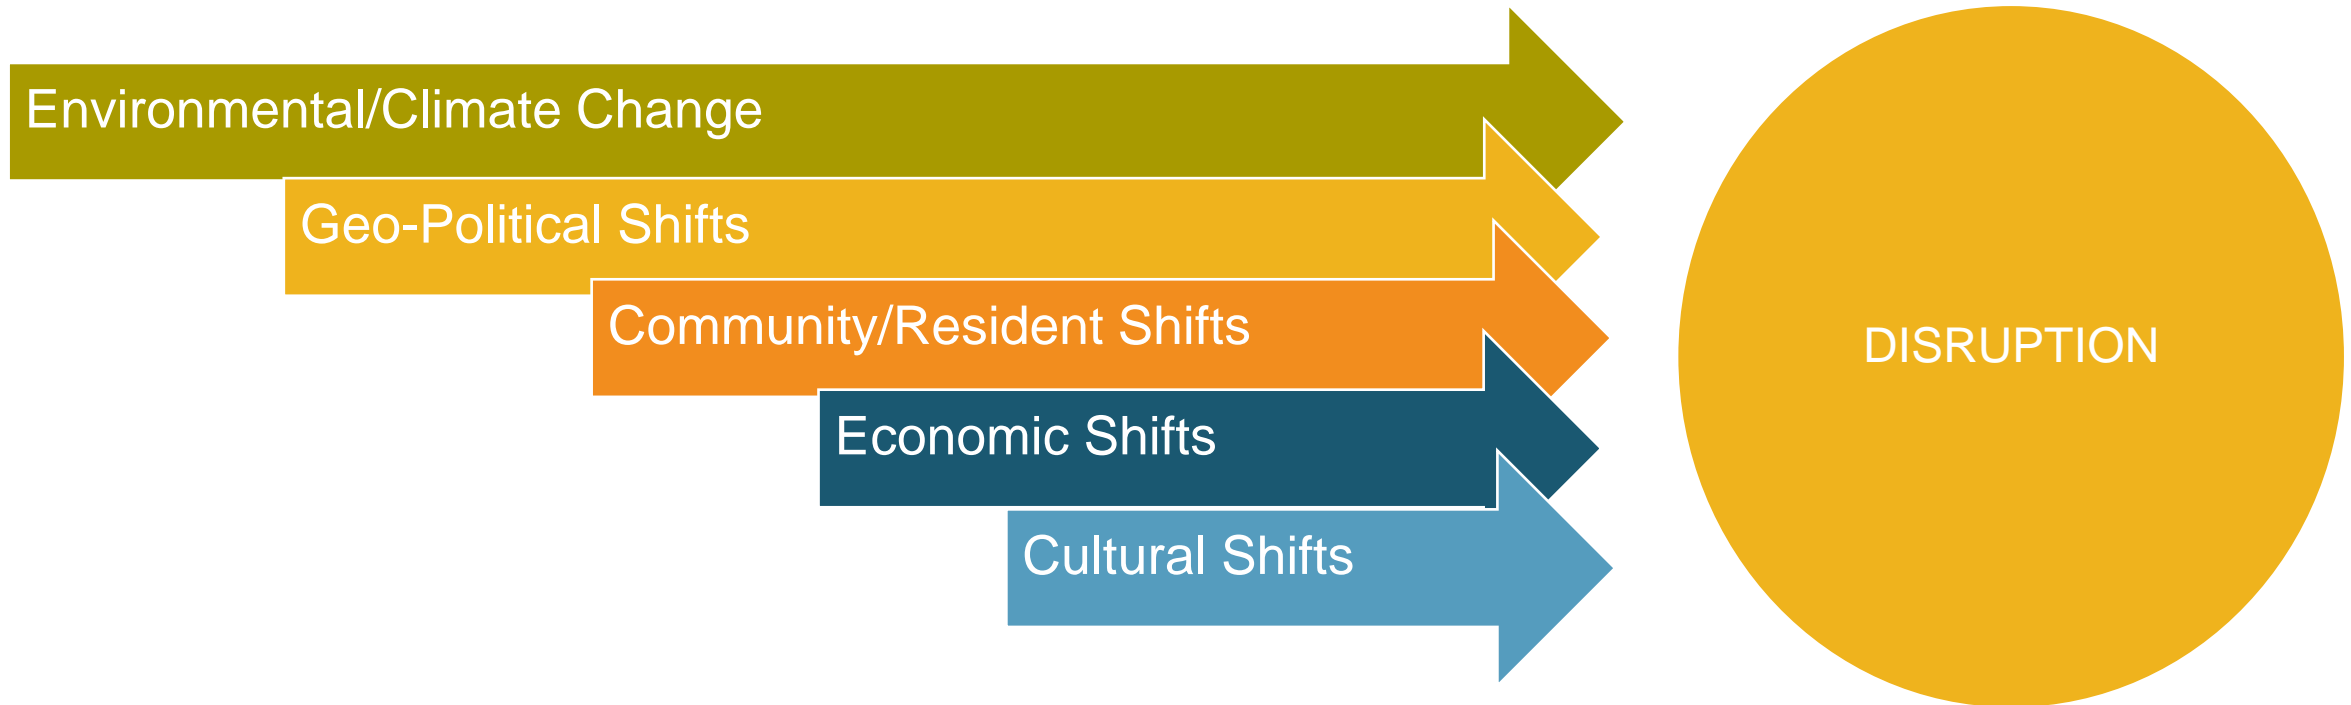 Environmental/Climate Change
Geo-Political Shifts
Community/Resident Shifts
DISRUPTION
Economic Shifts
Cultural Shifts